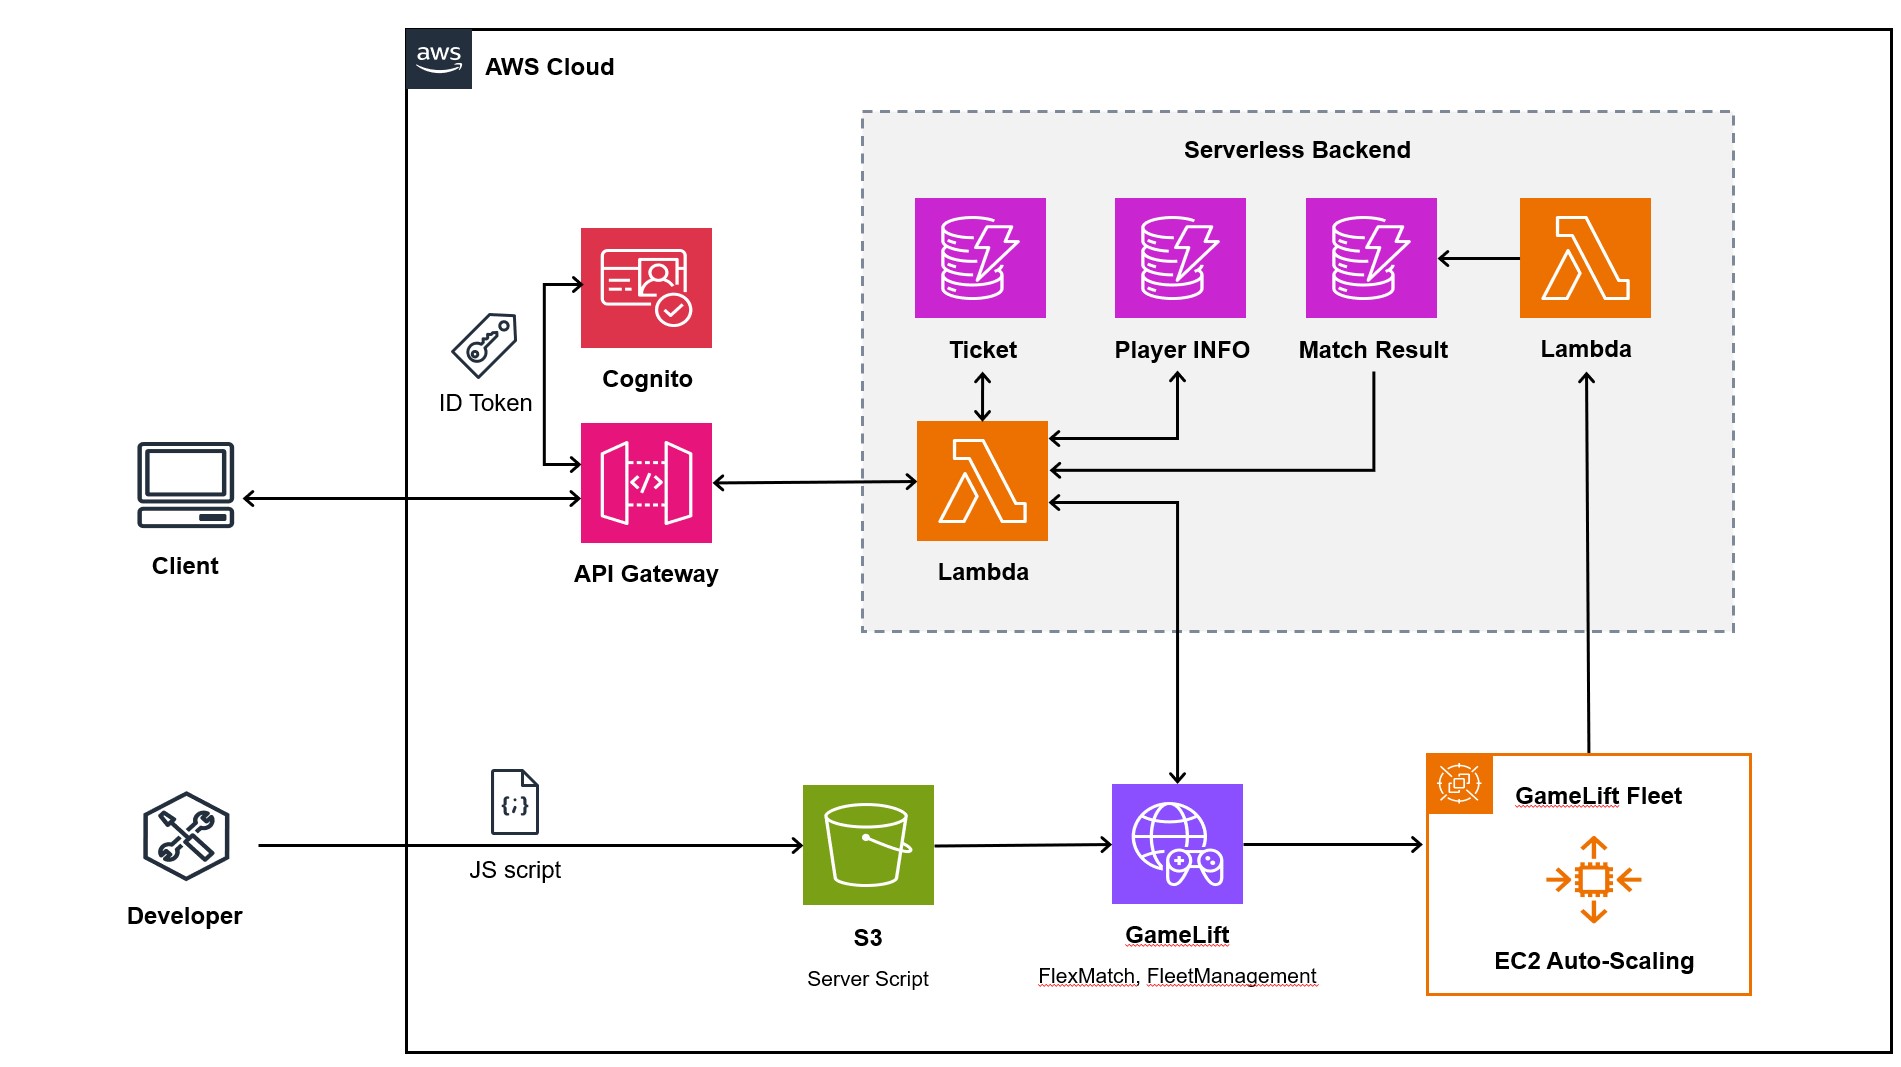 aws
AWS Cloud
Serverless Backend
Ticket
Player INFO
Match Result
Lambda
Cognito
ID Token
</>
API Gateway
Lambda
Client
{;}
JS script
Developer
S3
Server Script
GameLift
FlexMatch, FleetManagement
GameLift Fleet
EC2 Auto-Scaling